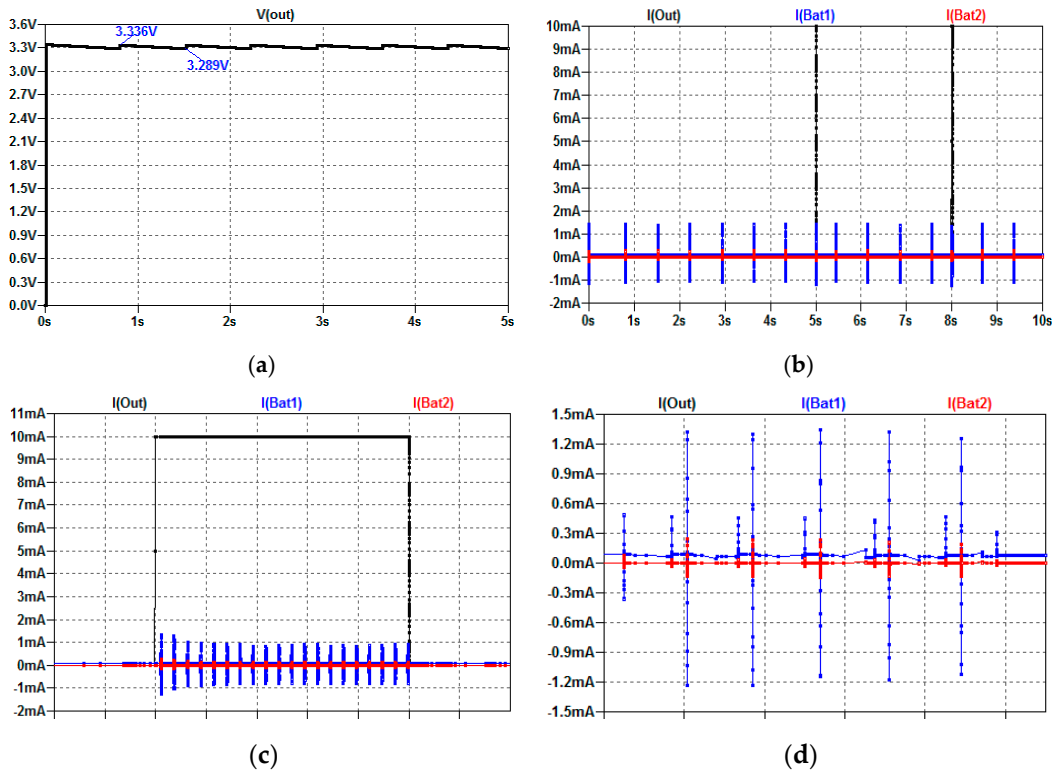 V(out)
3.6V
3.3V
3.0V
2.7V
2.4V
2.1V
1.8V
1.5V
1.2V
0.9V
0.6V
0.3V
0.0V
3.336V
3.289V
0s 1s 2s 3s 4s 5s
(a)
I(Out) I(Bat1) I(Bat2)
10mA
9mA
8mA
7mA
6mA
5mA
4mA
3mA
2mA
1mA
0mA
-1mA
-2mA
0s 1s 2s 3s 4s 5s 6s 7s 8s 9s 10s
(b)
I(Out) I(Bat1) I(Bat2)
11mA
10mA
9mA
8mA
7mA
6mA
5mA
4mA
3mA
2mA
1mA
0mA
-1mA
-2mA
(c)
I(Out) I(Bat1) I(Bat2)
1.5mA
1.2mA
0.9mA
0.6mA
0.3mA
0.0mA
-0.3mA
-0.6mA
-0.9mA
-1.2mA
-1.5mA
(d)